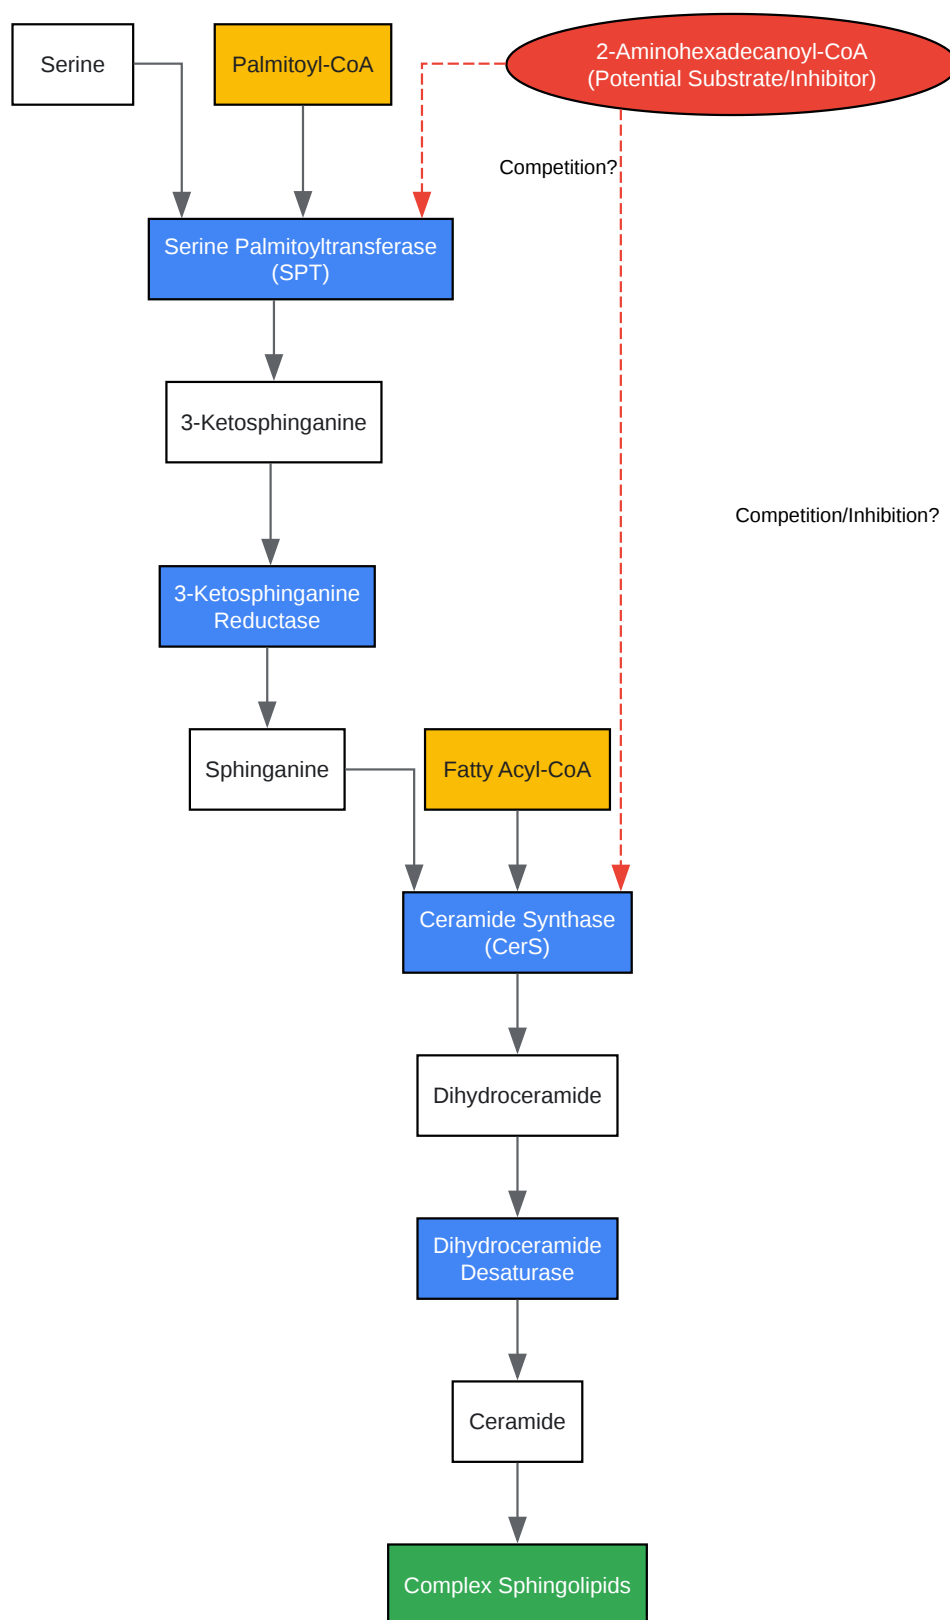 Serine
Palmitoyl-CoA
2-Aminohexadecanoyl-CoA
(Potential Substrate/Inhibitor)
Competition?
Serine Palmitoyltransferase
(SPT)
3-Ketosphinganine
Competition/Inhibition?
3-Ketosphinganine
Reductase
Sphinganine
Fatty Acyl-CoA
Ceramide Synthase
(CerS)
Dihydroceramide
Dihydroceramide
Desaturase
Ceramide
Complex Sphingolipids